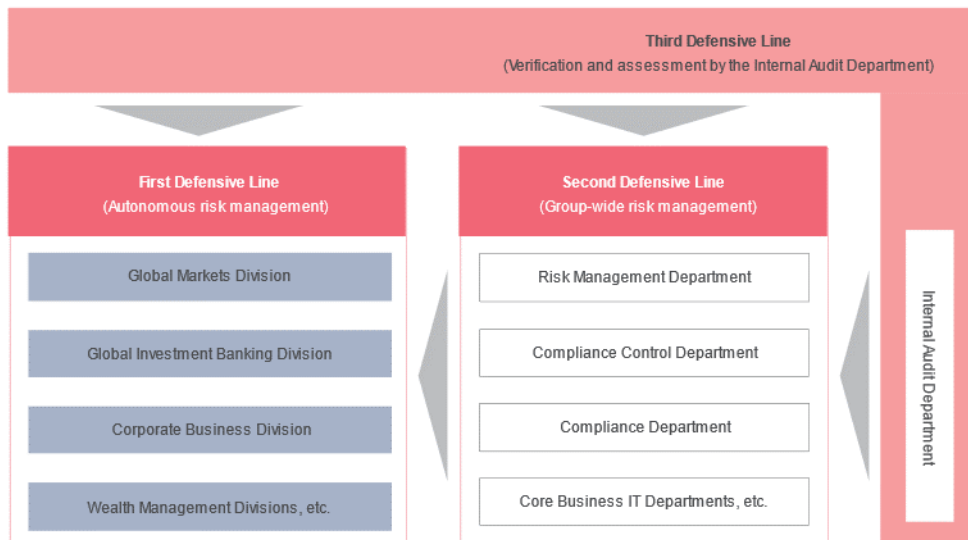 Third Defensive Line
(Verification and assessment by the Internal Audit Department)
First Defensive Line
(Autonomous risk management)
Global Markets Division
Global Investment Banking Division
Corporate Business Division
Wealth Management Divisions, etc.
Second Defensive Line
(Group-wide risk management)
Risk Management Department
Compliance Control Department
Compliance Department
Core Business IT Departments, etc.
Internal Audit Department